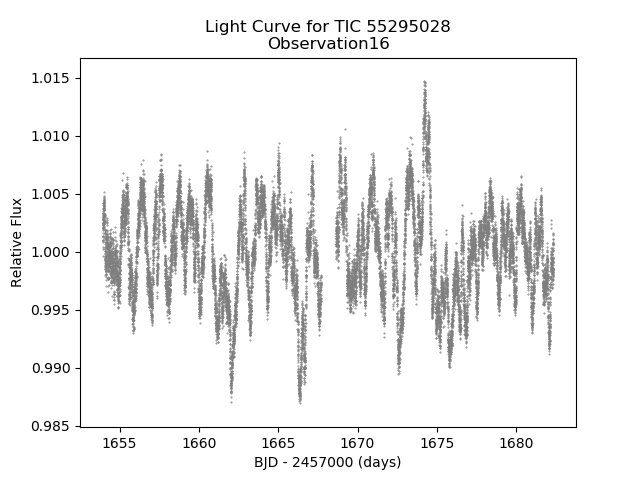 Light Curve for TIC 55295028
Observation16
1.015
1.010
1.005
1.000
0.995
0.990
0.985
Relative Flux
1655 1660 1665 1670 1675 1680
BJD - 2457000 (days)